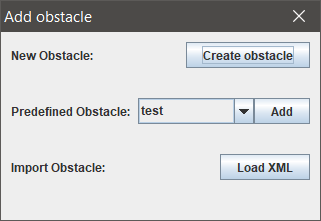 Add obstacle
New Obstacle: Create obstacle
Predefined Obstacle: test Add
Import Obstacle: Load XML